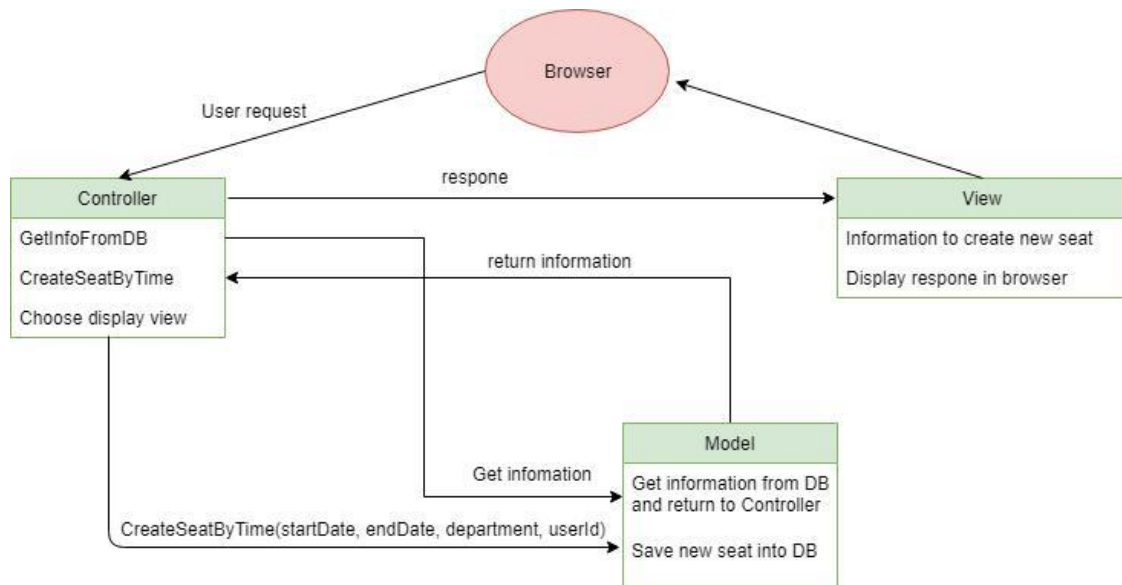 Browser
User request
respone
Controller
GetInfoFromDB
CreateSeatByTime
Choose display view
View
Information to create new seat
Display respone in browser
return information
Model
Get information from DB
and return to Controller
Save new seat into DB
Get infomation
CreateSeatByTime(startDate, endDate, department, userId)